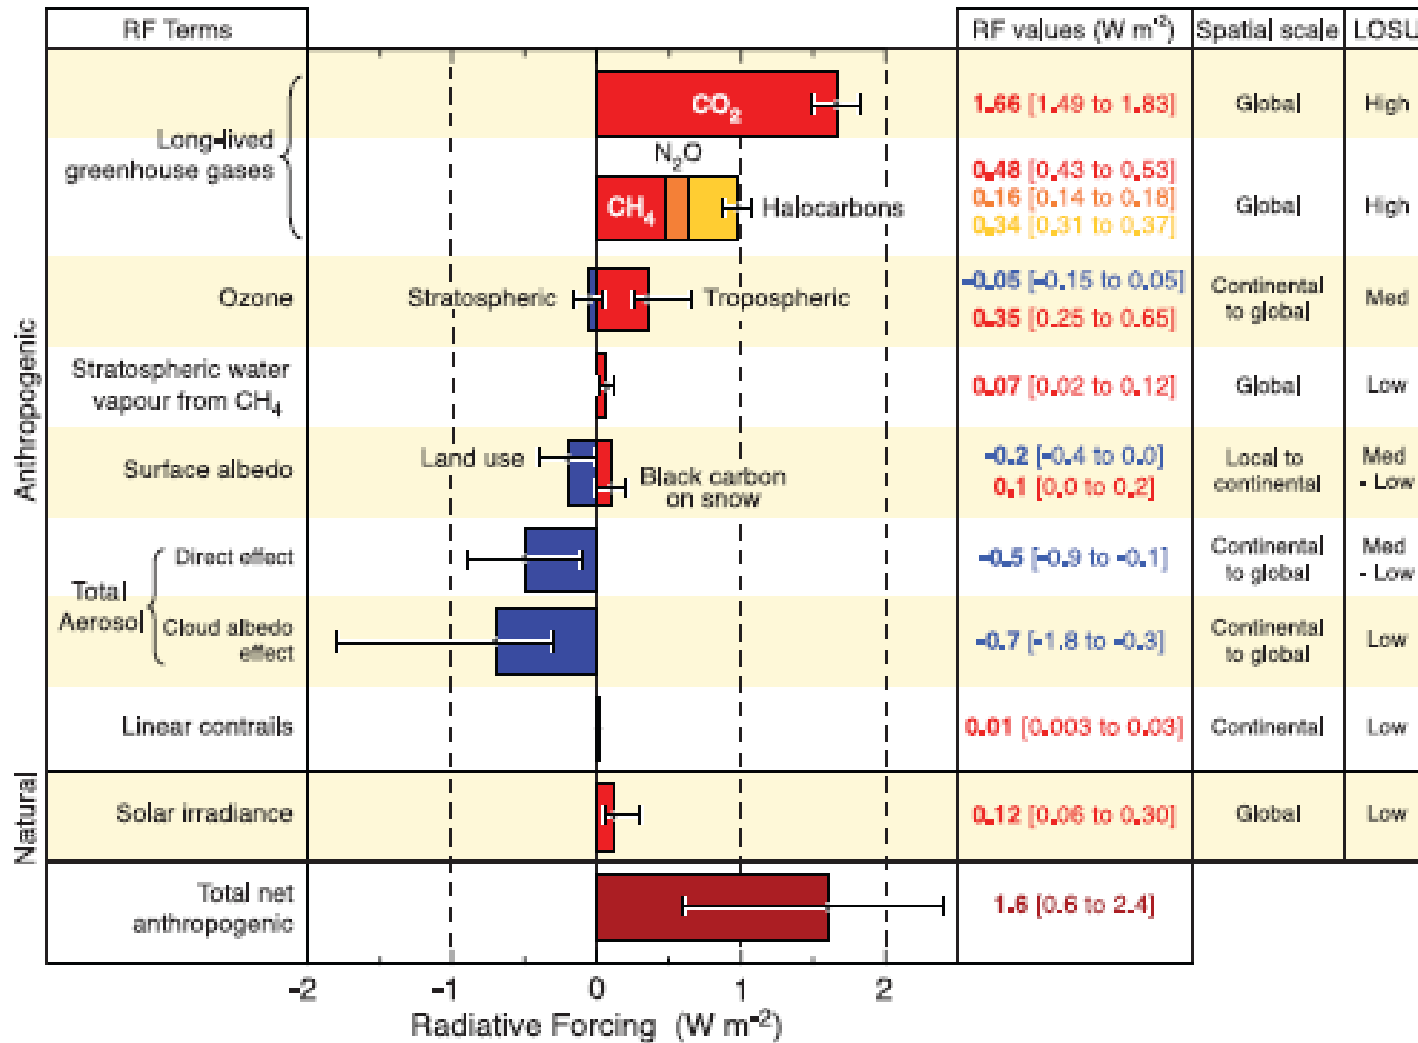 RF Terms
RF values (W m⁻²)
Spatial scale
LOSU
Anthropogenic
Long-lived
greenhouse gases
CO₂
1.66 [1.49 to 1.83]
Global
High
N₂O
CH₄
Halocarbons
0.48 [0.43 to 0.53]
0.16 [0.14 to 0.18]
0.34 [0.31 to 0.37]
Global
High
Ozone
Stratospheric
Tropospheric
-0.05 [-0.15 to 0.05]
0.35 [0.25 to 0.65]
Continental
to global
Med
Stratospheric water
vapour from CH₄
0.07 [0.02 to 0.12]
Global
Low
Surface albedo
Land use
Black carbon
on snow
-0.2 [-0.4 to 0.0]
0.1 [0.0 to 0.2]
Local to
continental
Med
- Low
Total
Aerosol
Direct effect
-0.5 [-0.9 to -0.1]
Continental
to global
Med
- Low
Cloud albedo
effect
-0.7 [-1.8 to -0.3]
Continental
to global
Low
Linear contrails
0.01 [0.003 to 0.03]
Continental
Low
Natural
Solar irradiance
0.12 [0.06 to 0.30]
Global
Low
Total net
anthropogenic
1.6 [0.6 to 2.4]
-2 -1 0 1 2
Radiative Forcing (W m⁻²)